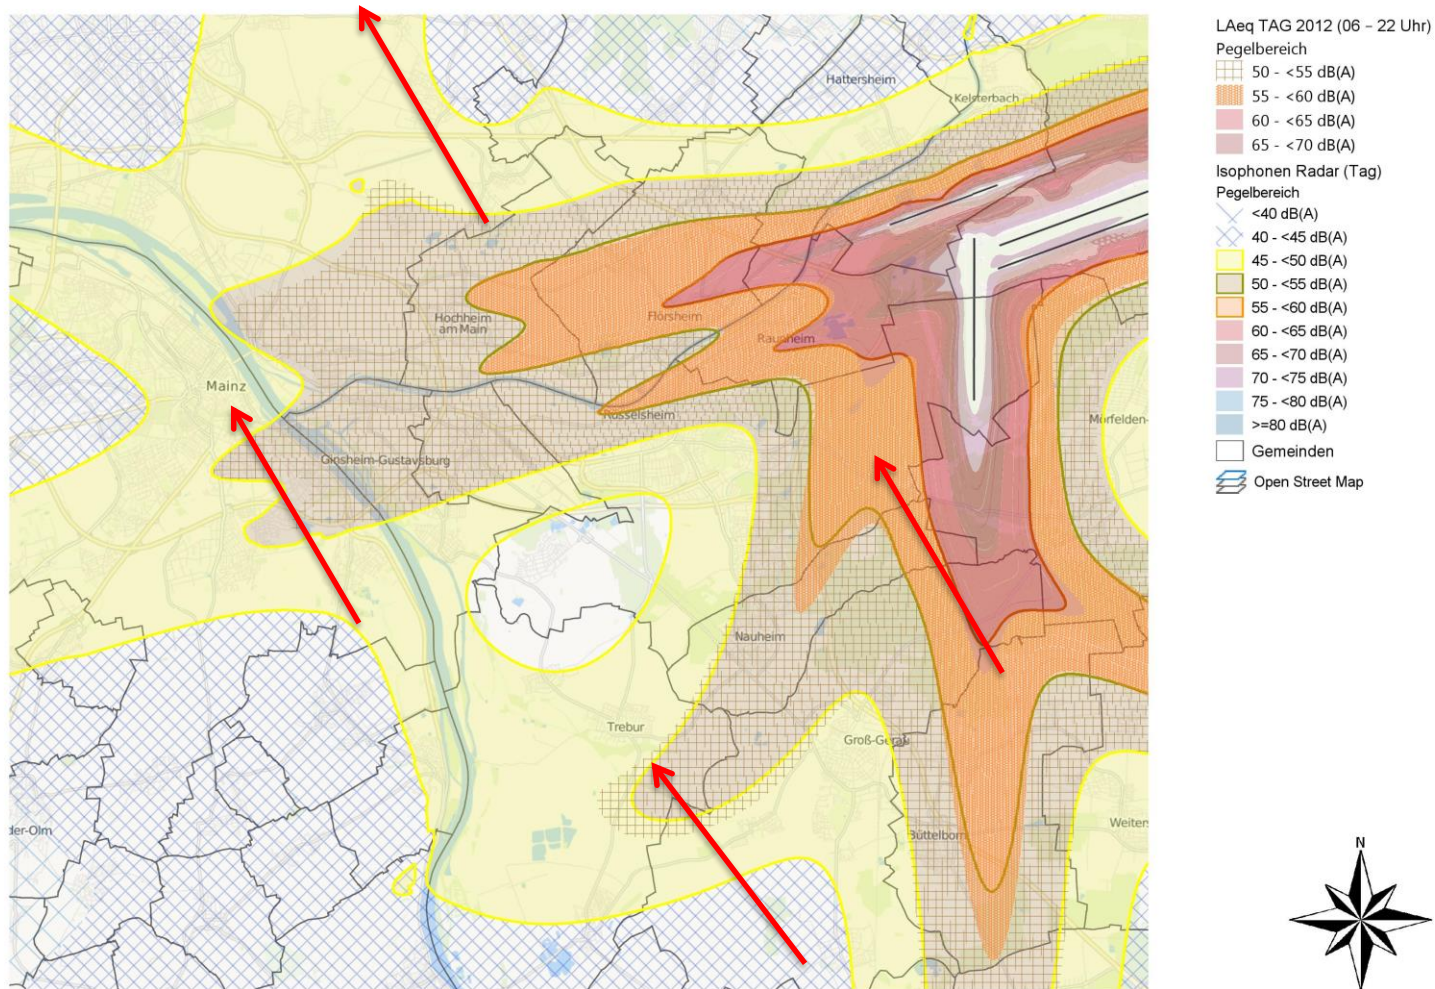 LAeq TAG 2012 (06 - 22 Uhr)
Pegelbereich
50 - <55 dB(A)
55 - <60 dB(A)
60 - <65 dB(A)
65 - <70 dB(A)
Isophonen Radar (Tag)
Pegelbereich
<40 dB(A)
40 - <45 dB(A)
45 - <50 dB(A)
50 - <55 dB(A)
55 - <60 dB(A)
60 - <65 dB(A)
65 - <70 dB(A)
70 - <75 dB(A)
75 - <80 dB(A)
>=80 dB(A)
Gemeinden
Open Street Map
Hattersheim
Kelsterbach
Hochheim
am Main
Flörsheim
Raunheim
Mainz
Rüsselsheim
Mörfelden-
Ginsheim-Gustavsburg
Nauheim
Trebur
Groß-Gerau
der-Olm
Büttelborn
Weiters
N